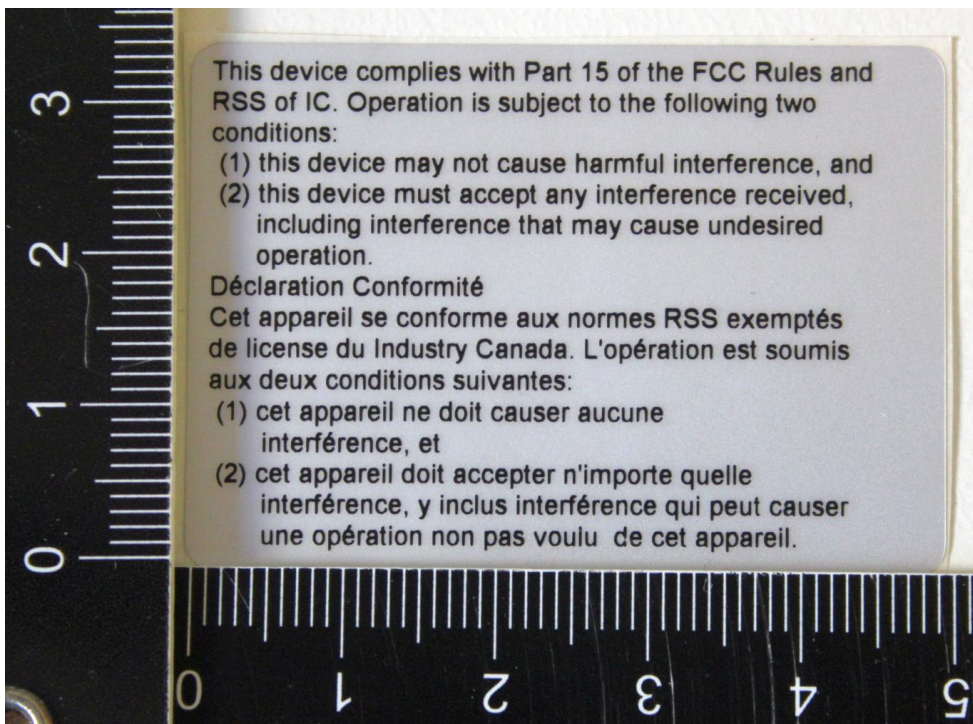 This device complies with Part 15 of the FCC Rules and
RSS of IC. Operation is subject to the following two
conditions:
(1) this device may not cause harmful interference, and
(2) this device must accept any interference received,
including interference that may cause undesired
operation.
Déclaration Conformité
Cet appareil se conforme aux normes RSS exemptés
de license du Industry Canada. L'opération est soumis
aux deux conditions suivantes:
(1) cet appareil ne doit causer aucune
interférence, et
(2) cet appareil doit accepter n'importe quelle
interférence, y inclus interférence qui peut causer
une opération non pas voulu de cet appareil.
3
2
1
0
0 1 2 3 4 5